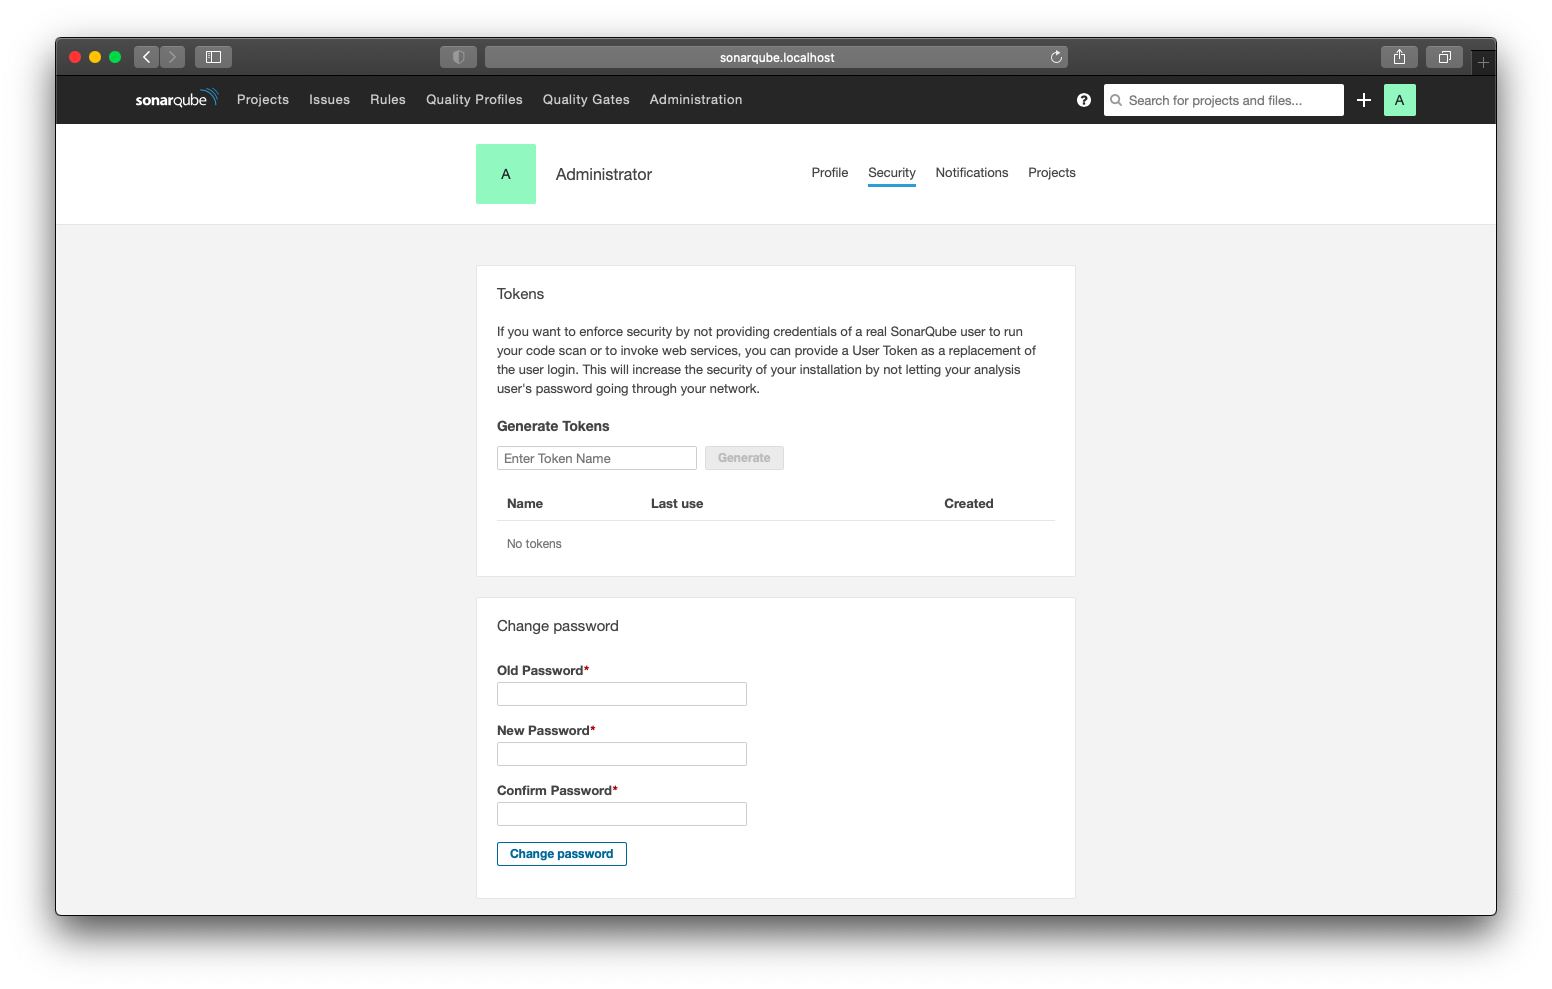 sonarqube.localhost
sonarqube Projects Issues Rules Quality Profiles Quality Gates Administration Search for projects and files... A
A Administrator Profile Security Notifications Projects
Tokens
If you want to enforce security by not providing credentials of a real SonarQube user to run
your code scan or to invoke web services, you can provide a User Token as a replacement of
the user login. This will increase the security of your installation by not letting your analysis
user's password going through your network.
Generate Tokens
Enter Token Name Generate
Name Last use Created
No tokens
Change password
Old Password*
New Password*
Confirm Password*
Change password